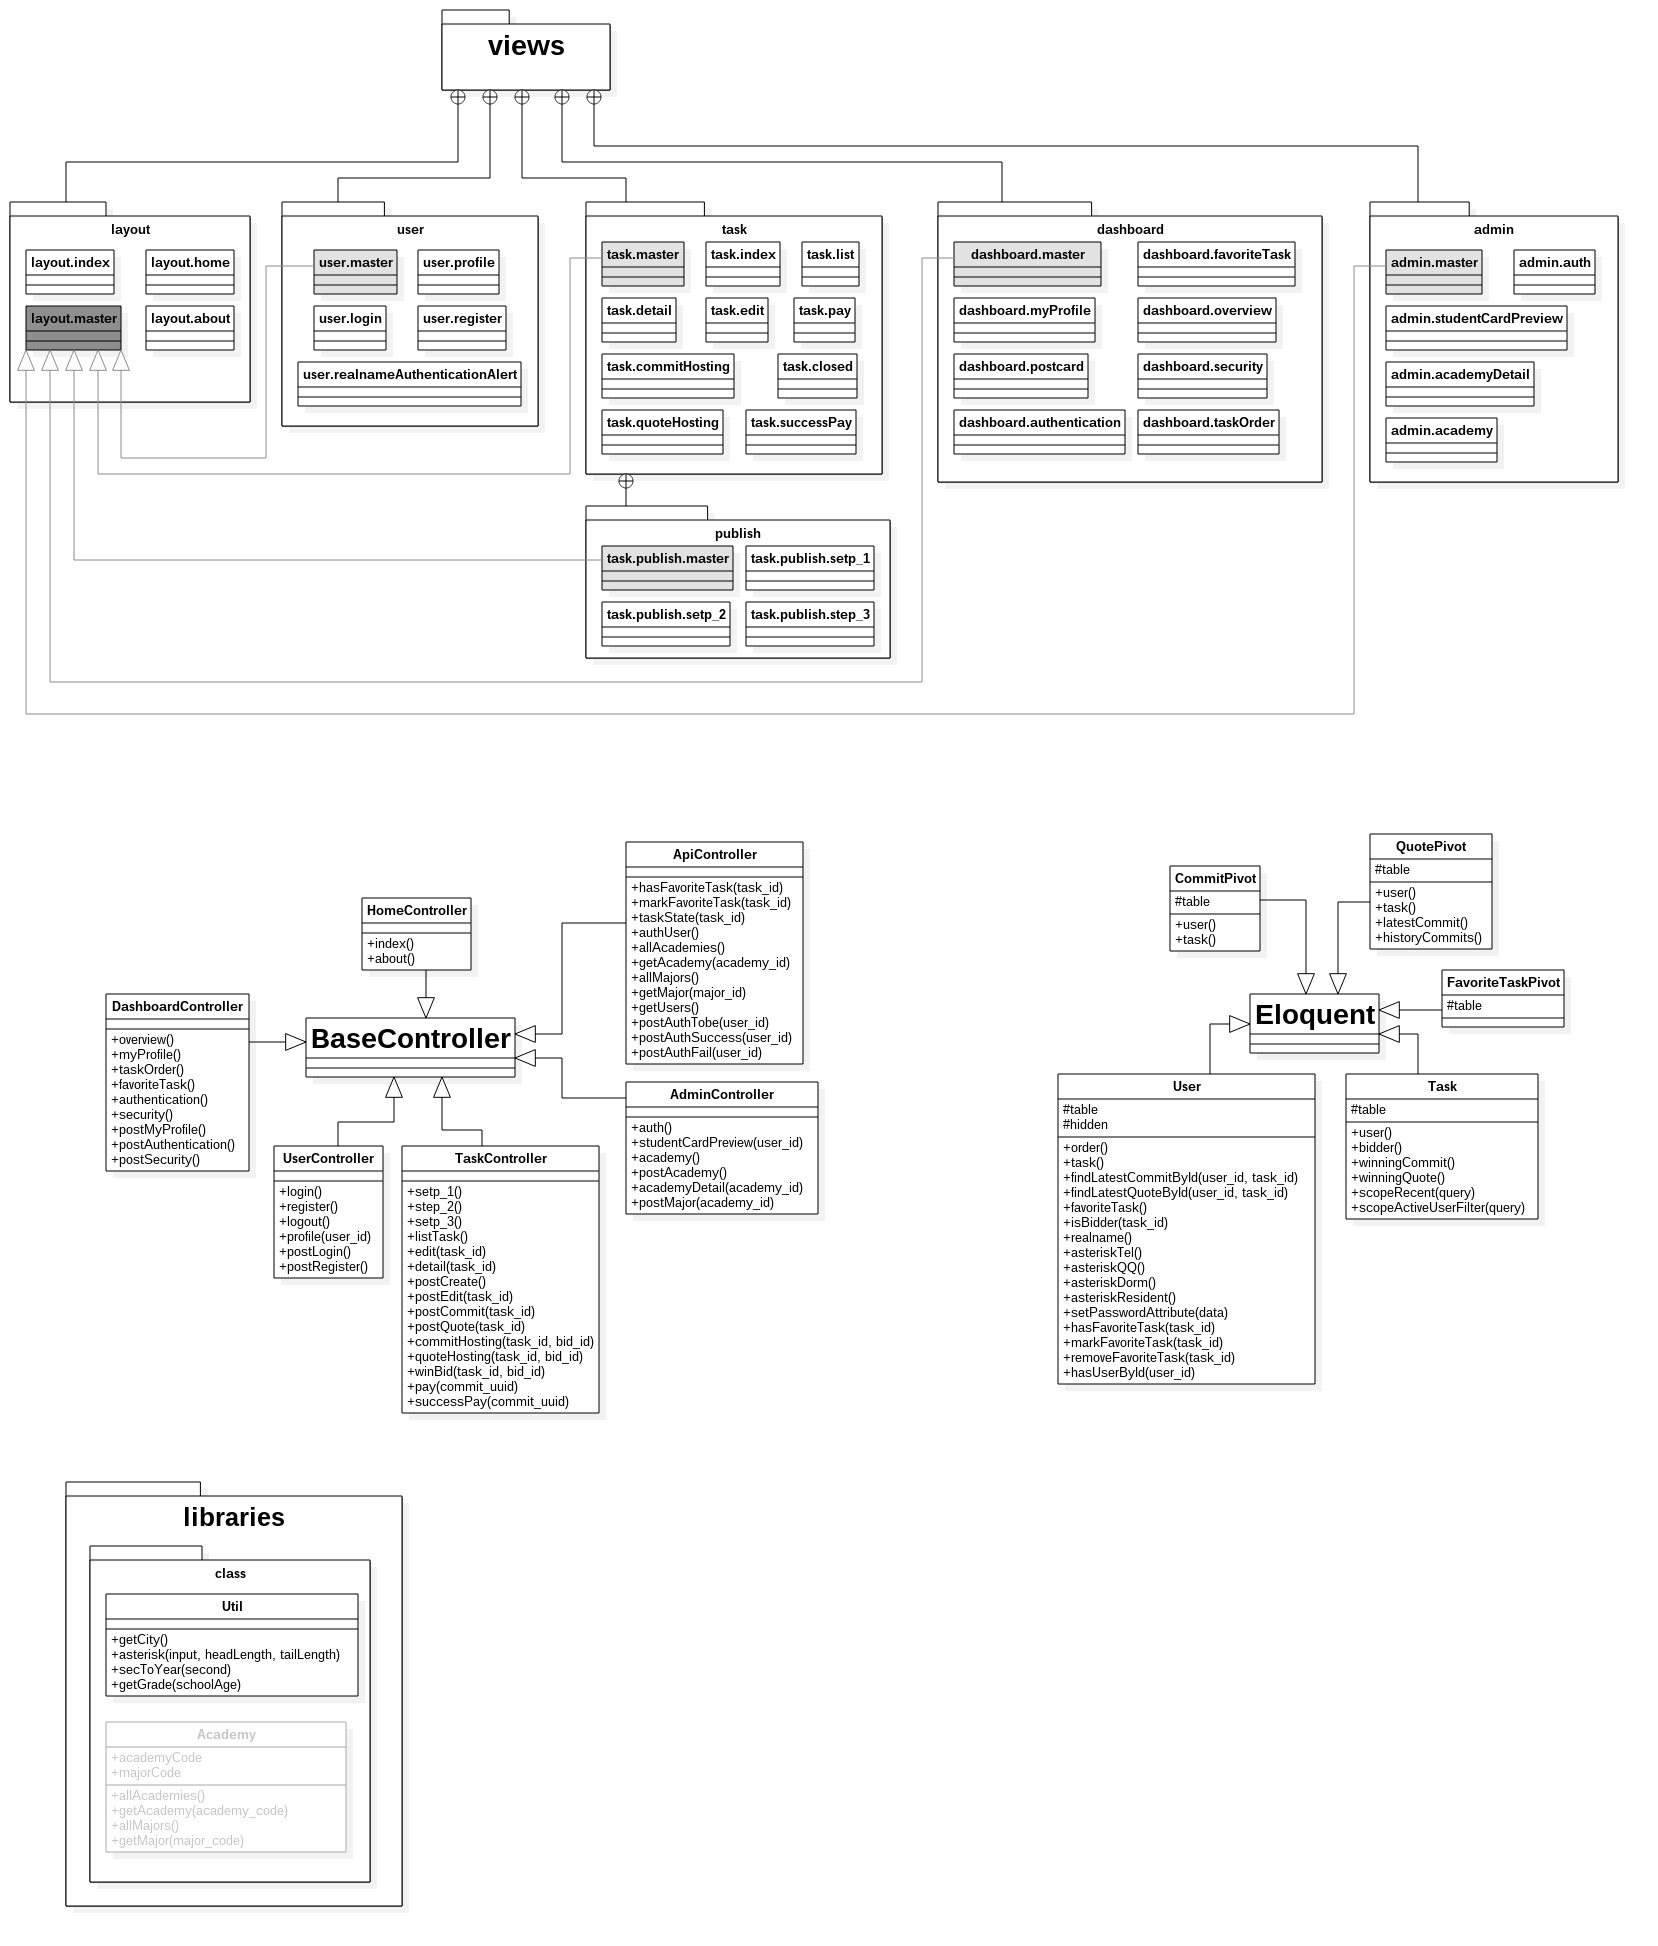 views
layout
layout.index
layout.home
layout.master
layout.about
user
user.master
user.profile
user.login
user.register
user.realnameAuthenticationAlert
task
task.master
task.index
task.list
task.detail
task.edit
task.pay
task.commitHosting
task.closed
task.quoteHosting
task.successPay
publish
task.publish.master
task.publish.setp_1
task.publish.setp_2
task.publish.step_3
dashboard
dashboard.master
dashboard.favoriteTask
dashboard.myProfile
dashboard.overview
dashboard.postcard
dashboard.security
dashboard.authentication
dashboard.taskOrder
admin
admin.master
admin.auth
admin.studentCardPreview
admin.academyDetail
admin.academy
HomeController
+index()
+about()
DashboardController
+overview()
+myProfile()
+taskOrder()
+favoriteTask()
+authentication()
+security()
+postMyProfile()
+postAuthentication()
+postSecurity()
BaseController
ApiController
+hasFavoriteTask(task_id)
+markFavoriteTask(task_id)
+taskState(task_id)
+authUser()
+allAcademies()
+getAcademy(academy_id)
+allMajors()
+getMajor(major_id)
+getUsers()
+postAuthTobe(user_id)
+postAuthSuccess(user_id)
+postAuthFail(user_id)
AdminController
+auth()
+studentCardPreview(user_id)
+academy()
+postAcademy()
+academyDetail(academy_id)
+postMajor(academy_id)
UserController
+login()
+register()
+logout()
+profile(user_id)
+postLogin()
+postRegister()
TaskController
+setp_1()
+step_2()
+setp_3()
+listTask()
+edit(task_id)
+detail(task_id)
+postCreate()
+postEdit(task_id)
+postCommit(task_id)
+postQuote(task_id)
+commitHosting(task_id, bid_id)
+quoteHosting(task_id, bid_id)
+winBid(task_id, bid_id)
+pay(commit_uuid)
+successPay(commit_uuid)
CommitPivot
#table
+user()
+task()
QuotePivot
#table
+user()
+task()
+latestCommit()
+historyCommits()
FavoriteTaskPivot
#table
Eloquent
User
#table
#hidden
+order()
+task()
+findLatestCommitById(user_id, task_id)
+findLatestQuoteById(user_id, task_id)
+favoriteTask()
+isBidder(task_id)
+realname()
+asteriskTel()
+asteriskQQ()
+asteriskDorm()
+asteriskResident()
+setPasswordAttribute(data)
+hasFavoriteTask(task_id)
+markFavoriteTask(task_id)
+removeFavoriteTask(task_id)
+hasUserById(user_id)
Task
#table
+user()
+bidder()
+winningCommit()
+winningQuote()
+scopeRecent(query)
+scopeActiveUserFilter(query)
libraries
class
Util
+getCity()
+asterisk(input, headLength, tailLength)
+secToYear(second)
+getGrade(schoolAge)
Academy
+academyCode
+majorCode
+allAcademies()
+getAcademy(academy_code)
+allMajors()
+getMajor(major_code)